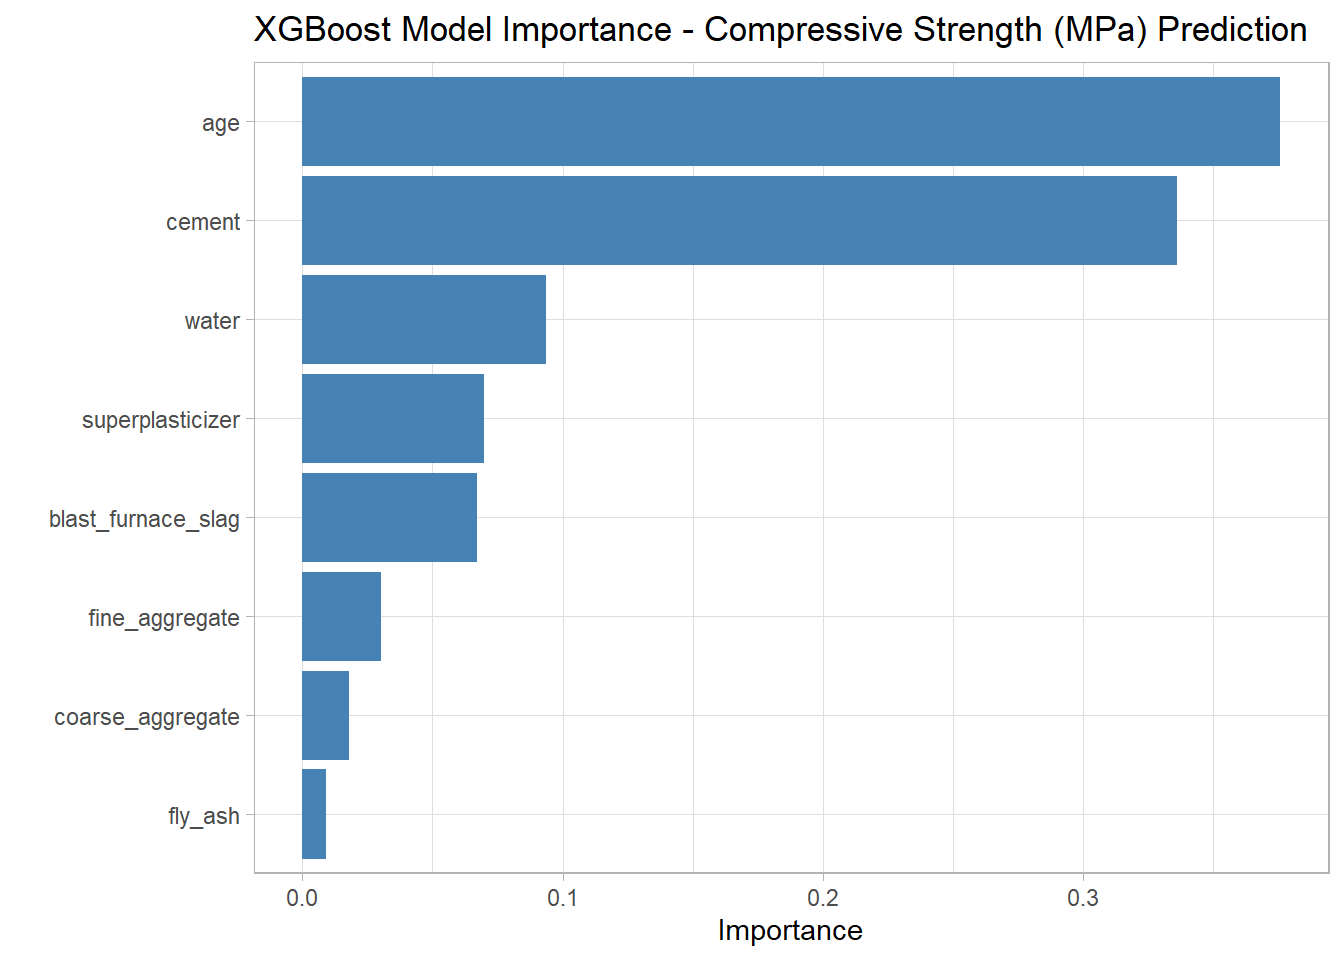 XGBoost Model Importance - Compressive Strength (MPa) Prediction
age
cement
water
superplasticizer
blast_furnace_slag
fine_aggregate
coarse_aggregate
fly_ash
0.0 0.1 0.2 0.3
Importance